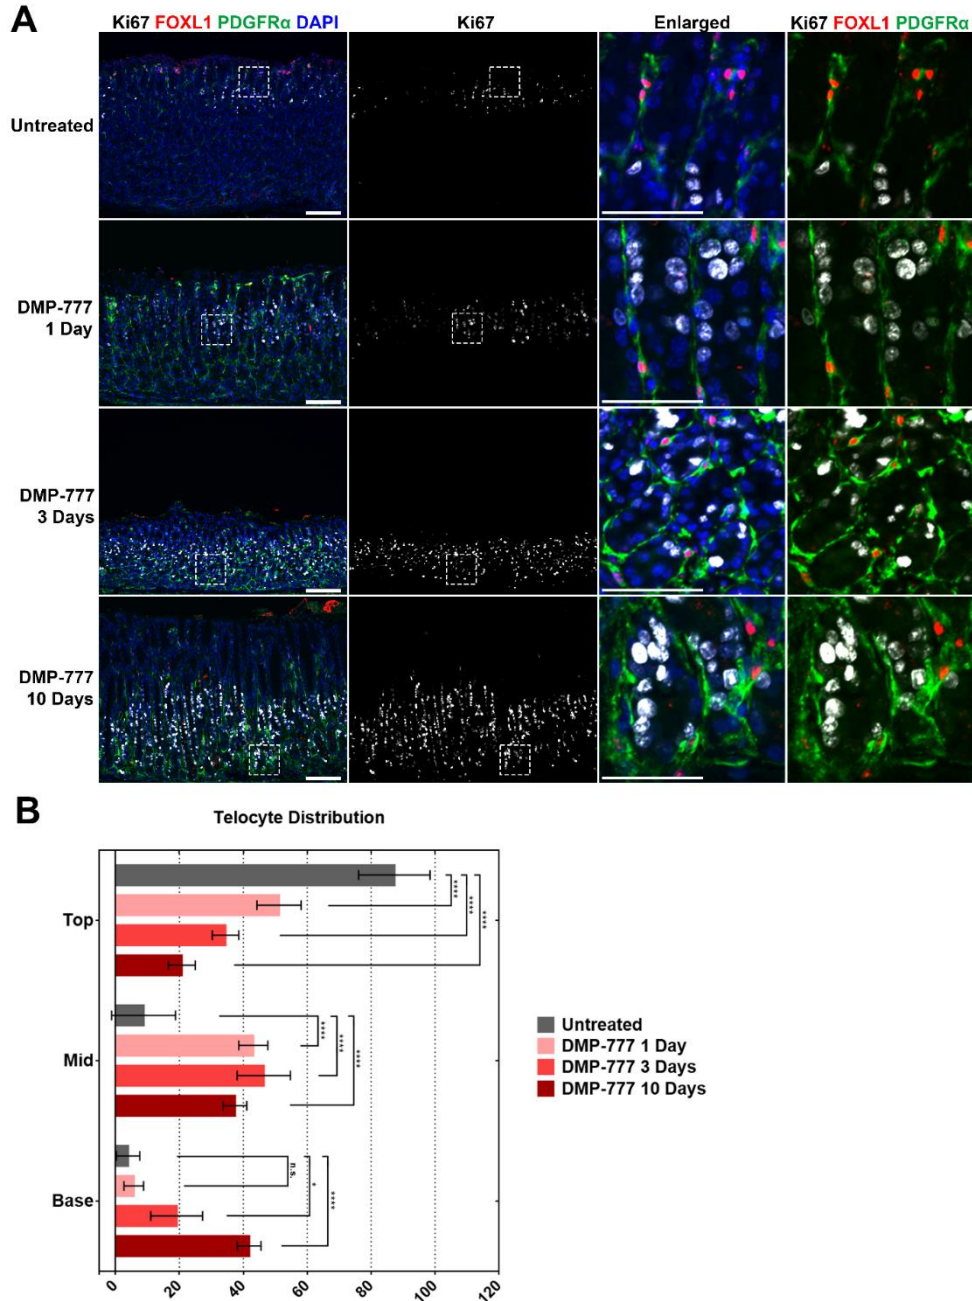 A
Ki67 FOXL1 PDGFRα DAPI
Ki67
Enlarged
Ki67 FOXL1 PDGFRα
Untreated
DMP-777
1 Day
DMP-777
3 Days
DMP-777
10 Days
B
Telocyte Distribution
Top
****
****
****
Mid
****
****
****
Base
n.s.
*
****
0
20
40
60
80
100
120
Untreated
DMP-777 1 Day
DMP-777 3 Days
DMP-777 10 Days